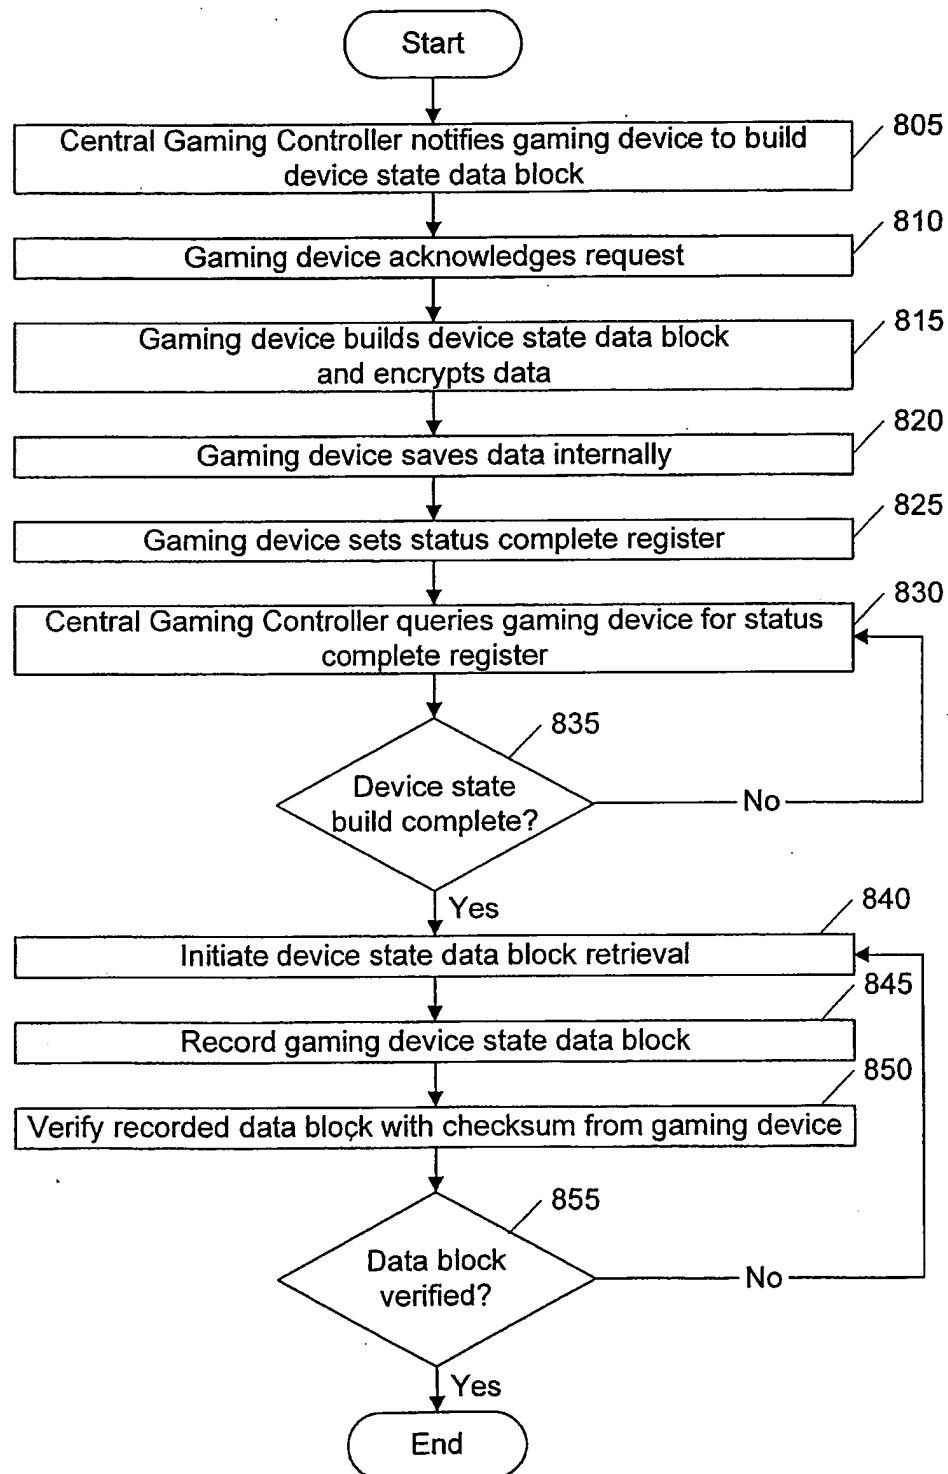 Start
805
Central Gaming Controller notifies gaming device to build
device state data block
810
Gaming device acknowledges request
815
Gaming device builds device state data block
and encrypts data
820
Gaming device saves data internally
825
Gaming device sets status complete register
830
Central Gaming Controller queries gaming device for status
complete register
835
Device state
build complete?
No
Yes
840
Initiate device state data block retrieval
845
Record gaming device state data block
850
Verify recorded data block with checksum from gaming device
855
Data block
verified?
No
Yes
End